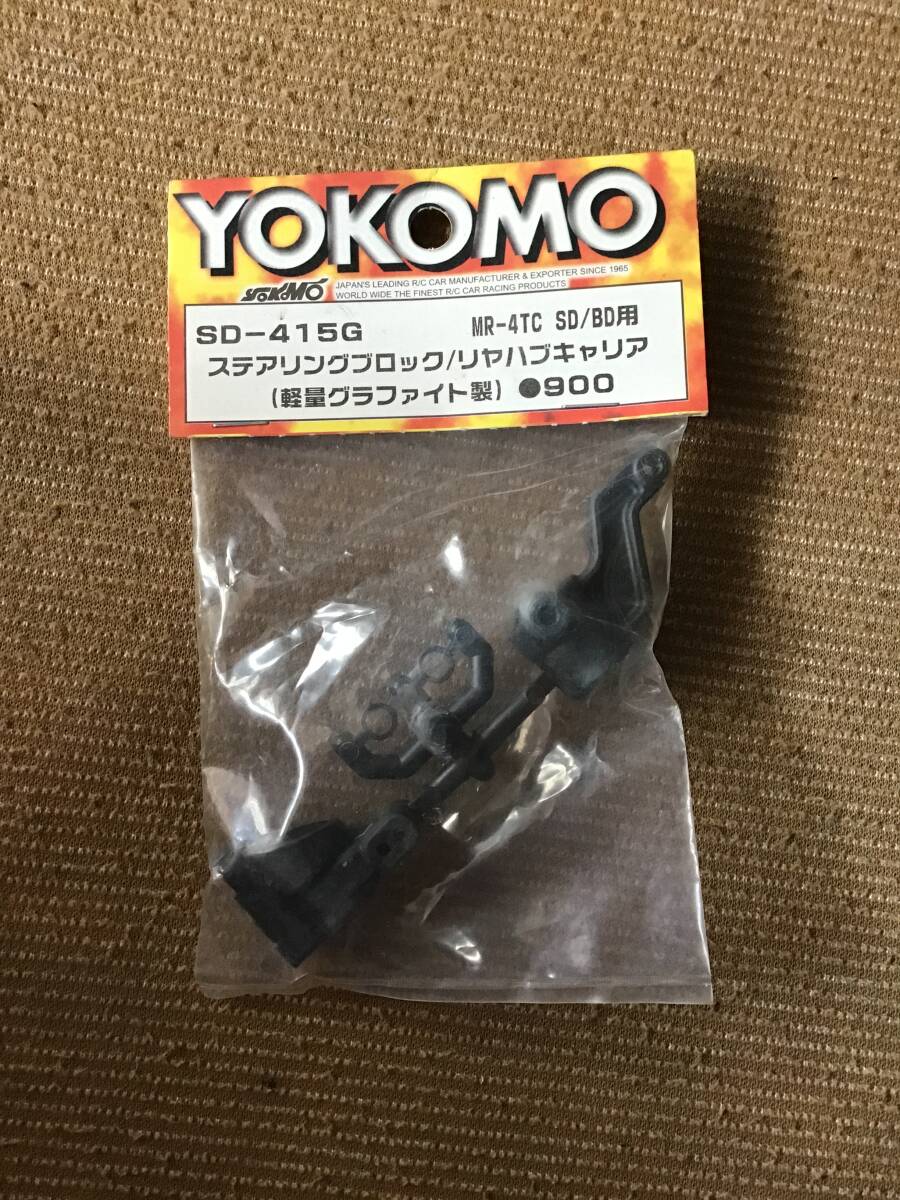 YOKOMO
YOKOMO
JAPAN'S LEADING R/C CAR MANUFACTURER & EXPORTER SINCE 1965
WORLD WIDE THE FINEST R/C CAR RACING PRODUCTS
SD-415G MR-4TC SD/BD用
ステアリングブロック/リヤハブキャリア
(軽量グラファイト製) ●900